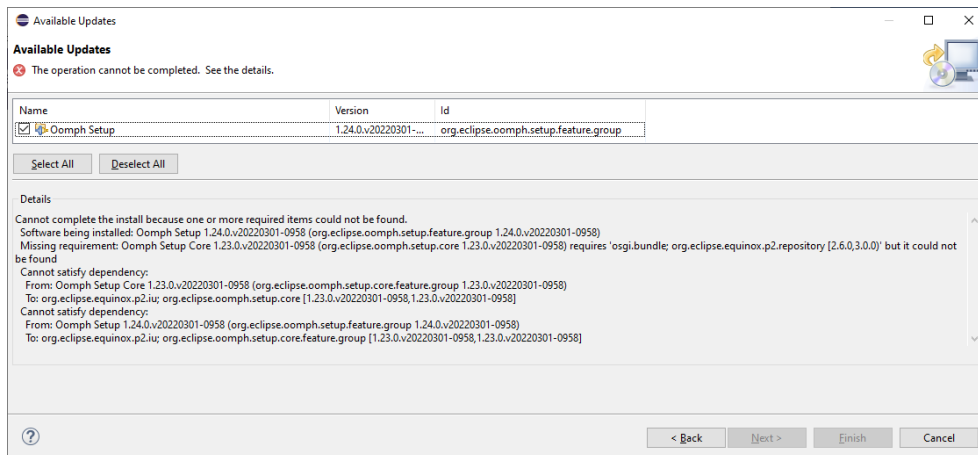 Available Updates
Available Updates
The operation cannot be completed. See the details.
Name Version Id
Oomph Setup 1.24.0.v20220301-... org.eclipse.oomph.setup.feature.group
Select All Deselect All
Details
Cannot complete the install because one or more required items could not be found.
Software being installed: Oomph Setup 1.24.0.v20220301-0958 (org.eclipse.oomph.setup.feature.group 1.24.0.v20220301-0958)
Missing requirement: Oomph Setup Core 1.23.0.v20220301-0958 (org.eclipse.oomph.setup.core 1.23.0.v20220301-0958) requires 'osgi.bundle; org.eclipse.equinox.p2.repository [2.6.0,3.0.0)' but it could not
be found
Cannot satisfy dependency:
From: Oomph Setup Core 1.23.0.v20220301-0958 (org.eclipse.oomph.setup.core.feature.group 1.23.0.v20220301-0958)
To: org.eclipse.equinox.p2.iu; org.eclipse.oomph.setup.core [1.23.0.v20220301-0958,1.23.0.v20220301-0958]
Cannot satisfy dependency:
From: Oomph Setup 1.24.0.v20220301-0958 (org.eclipse.oomph.setup.feature.group 1.24.0.v20220301-0958)
To: org.eclipse.equinox.p2.iu; org.eclipse.oomph.setup.core.feature.group [1.23.0.v20220301-0958,1.23.0.v20220301-0958]
? < Back Next > Finish Cancel